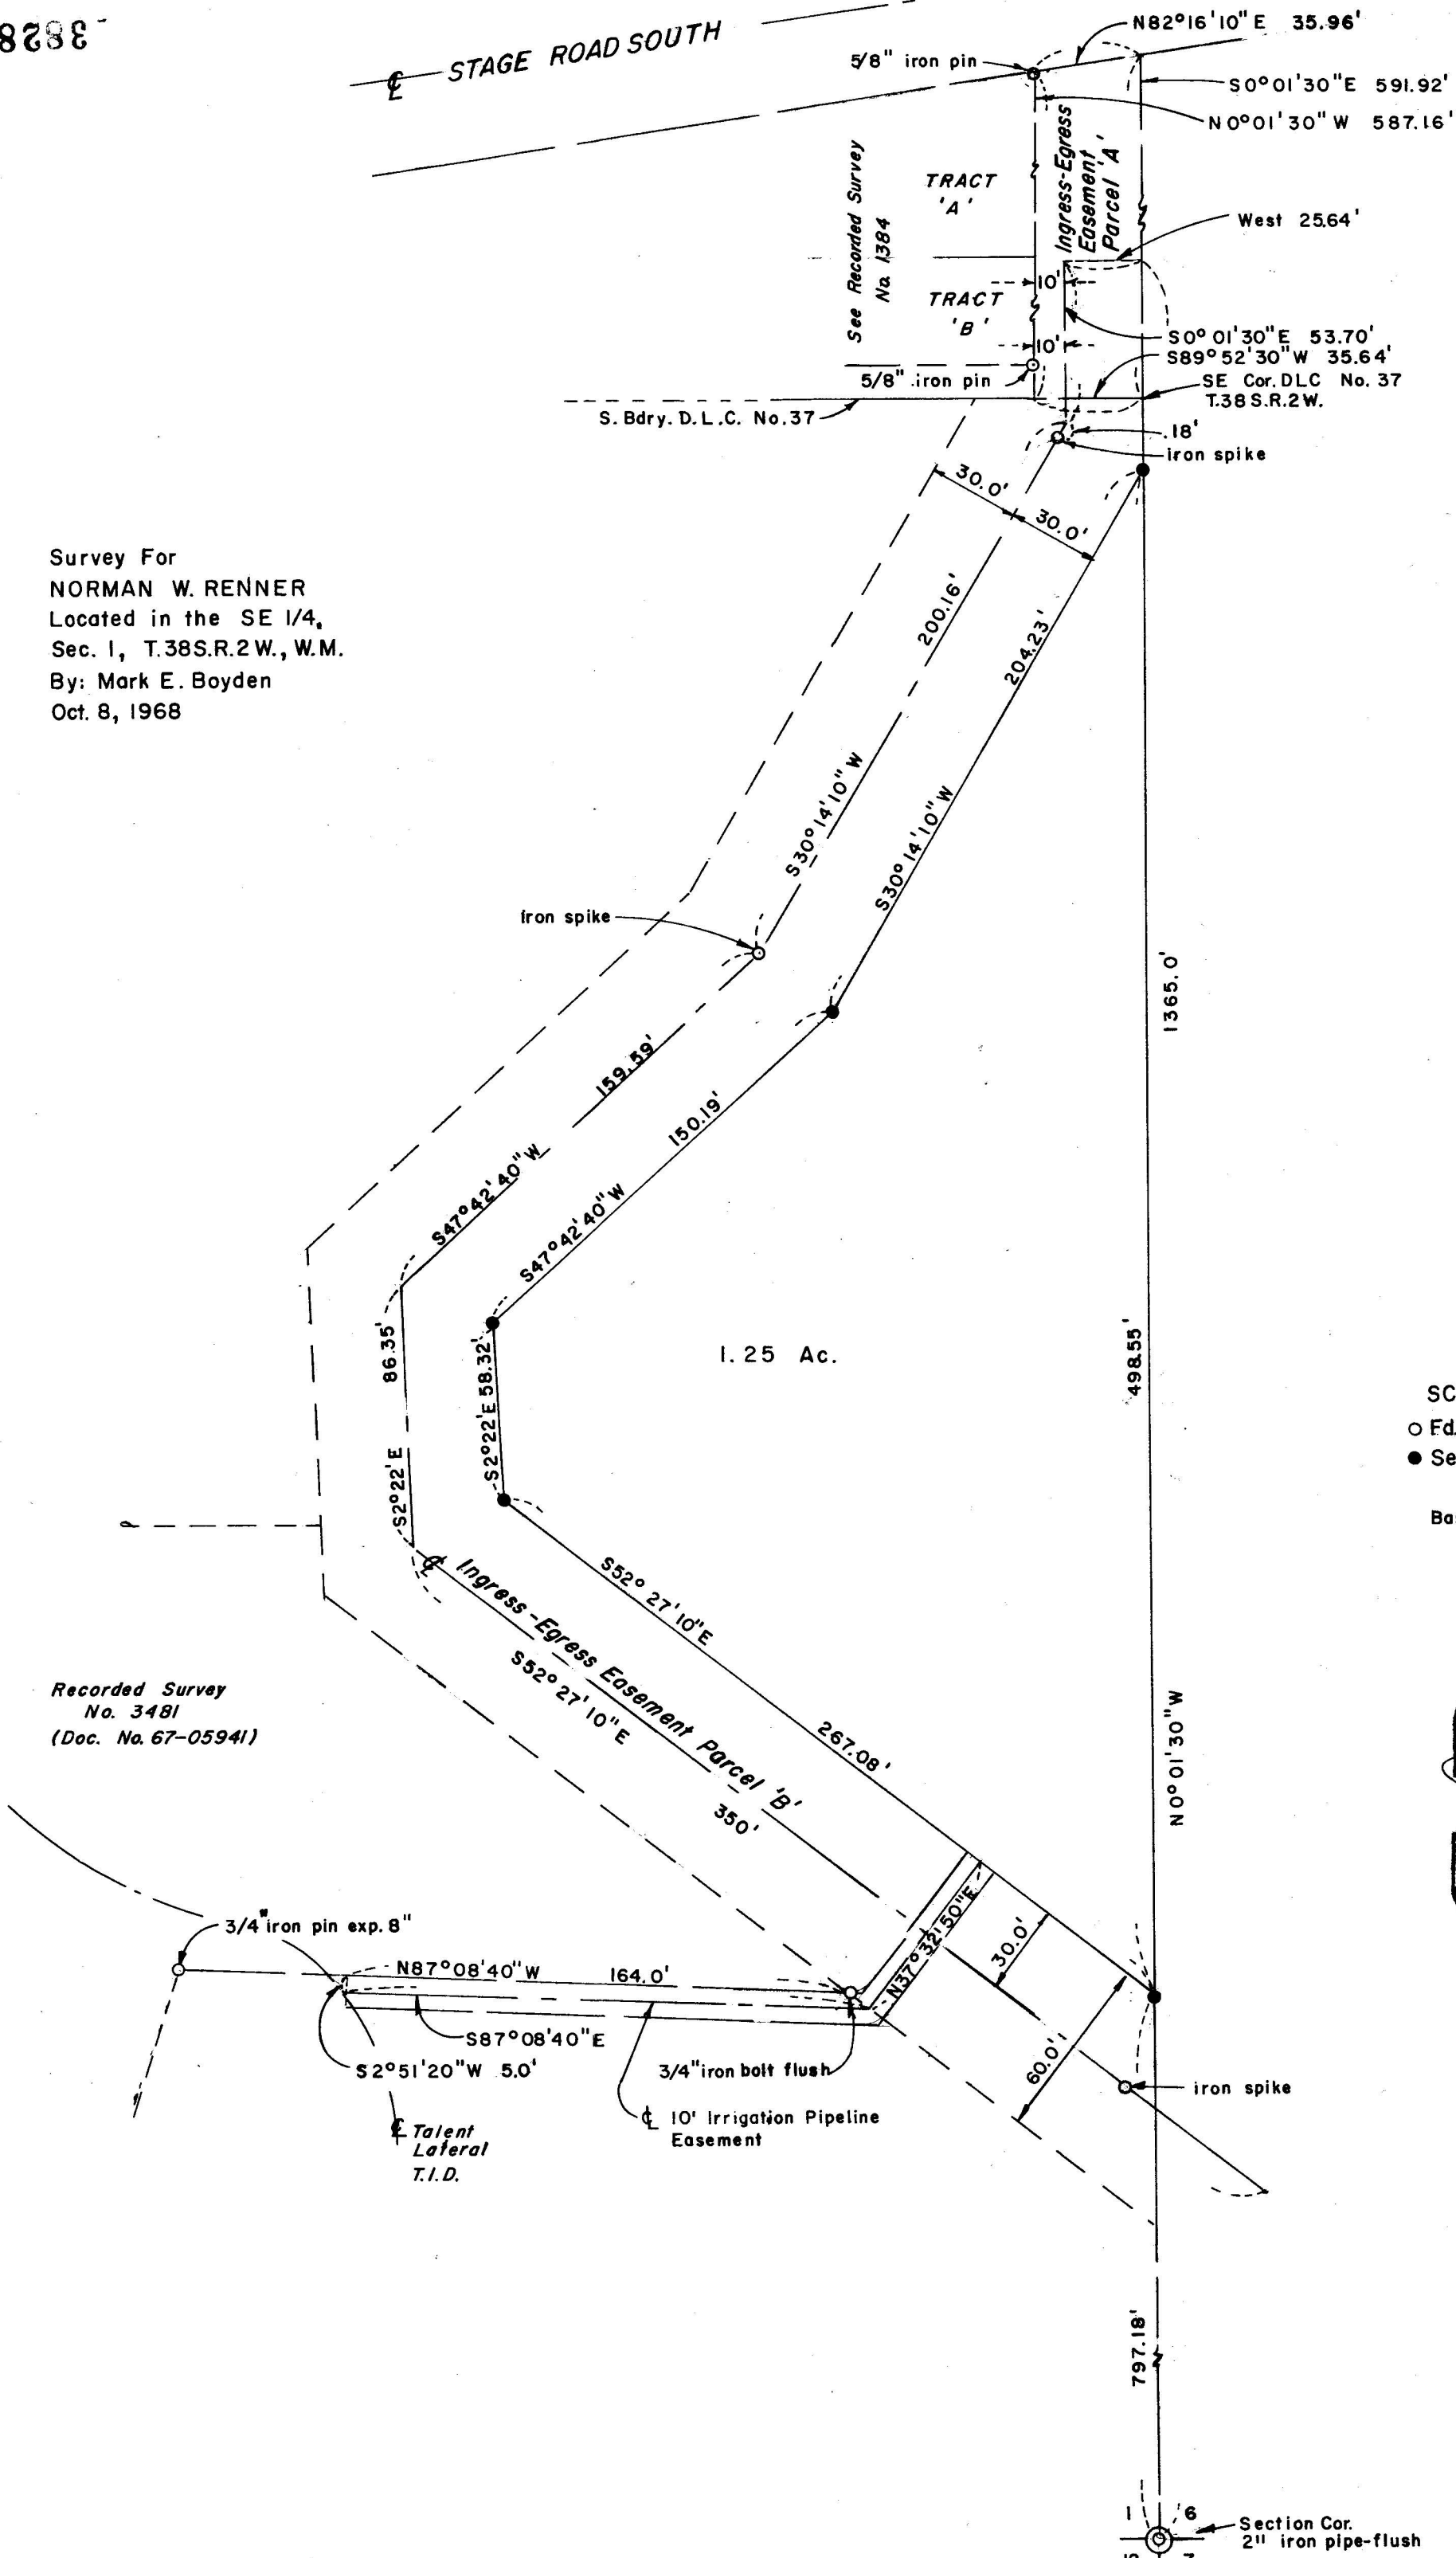 3828
℄ STAGE ROAD SOUTH
N82°16'10"E 35.96'
5/8" iron pin
S0°01'30"E 591.92'
N0°01'30"W 587.16'
See Recorded Survey
No. 1384
TRACT
'A'
Ingress-Egress
Easement
Parcel 'A'
West 25.64'
10'
TRACT
'B'
S0°01'30"E 53.70'
10'
S89°52'30"W 35.64'
5/8" iron pin
SE Cor. DLC No. 37
T.38 S.R.2W.
S. Bdry. D.L.C. No.37
.18'
iron spike
30.0'
30.0'
Survey For
NORMAN W. RENNER
Located in the SE 1/4,
Sec. 1, T.38S.R.2W., W.M.
By: Mark E. Boyden
Oct. 8, 1968
200.16'
204.23'
S30°14'10"W
S30°14'10"W
Iron spike
1365.0'
159.59'
150.19'
S47°42'40"W
S47°42'40"W
86.35'
S2°22'E
S2°22'E 58.32'
1.25 Ac.
498.55'
SC
Fd.
Se
Ba
℄ Ingress-Egress Easement Parcel 'B'
S52°27'10"E
S52°27'10"E
267.08'
350'
Recorded Survey
No. 3481
(Doc. No. 67-05941)
N0°01'30"W
3/4" iron pin exp. 8"
N87°08'40"W 164.0'
N37°32'50"E
30.0'
60.0'
S87°08'40"E
S2°51'20"W 5.0'
3/4" iron bolt flush
iron spike
℄ 10' Irrigation Pipeline
Easement
℄ Talent
Lateral
T.I.D.
797.18'
1 6
Section Cor.
2" iron pipe-flush